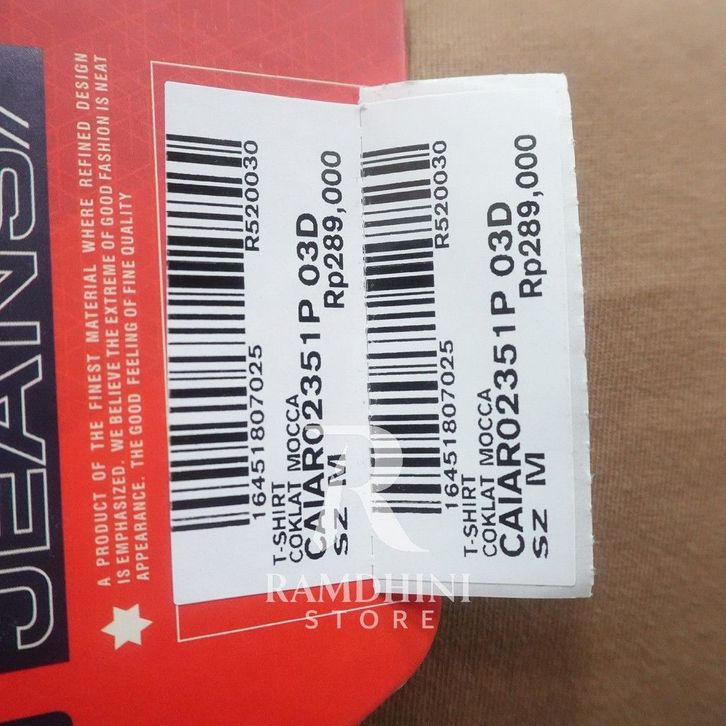 JEANS/
A PRODUCT OF THE FINEST MATERIAL WHERE REFINED DESIGN
IS EMPHASIZED. WE BELIEVE THE EXTREME OF GOOD FASHION IS NEAT
APPEARANCE. THE GOOD FEELING OF FINE QUALITY
16451807025 R520030
T-SHIRT
COKLAT MOCCA
CAIAR02351P 03D
SZ M Rp289,000
16451807025 R520030
T-SHIRT
COKLAT MOCCA
CAIAR02351P 03D
SZ M Rp289,000
R
RAMDHINI
STORE